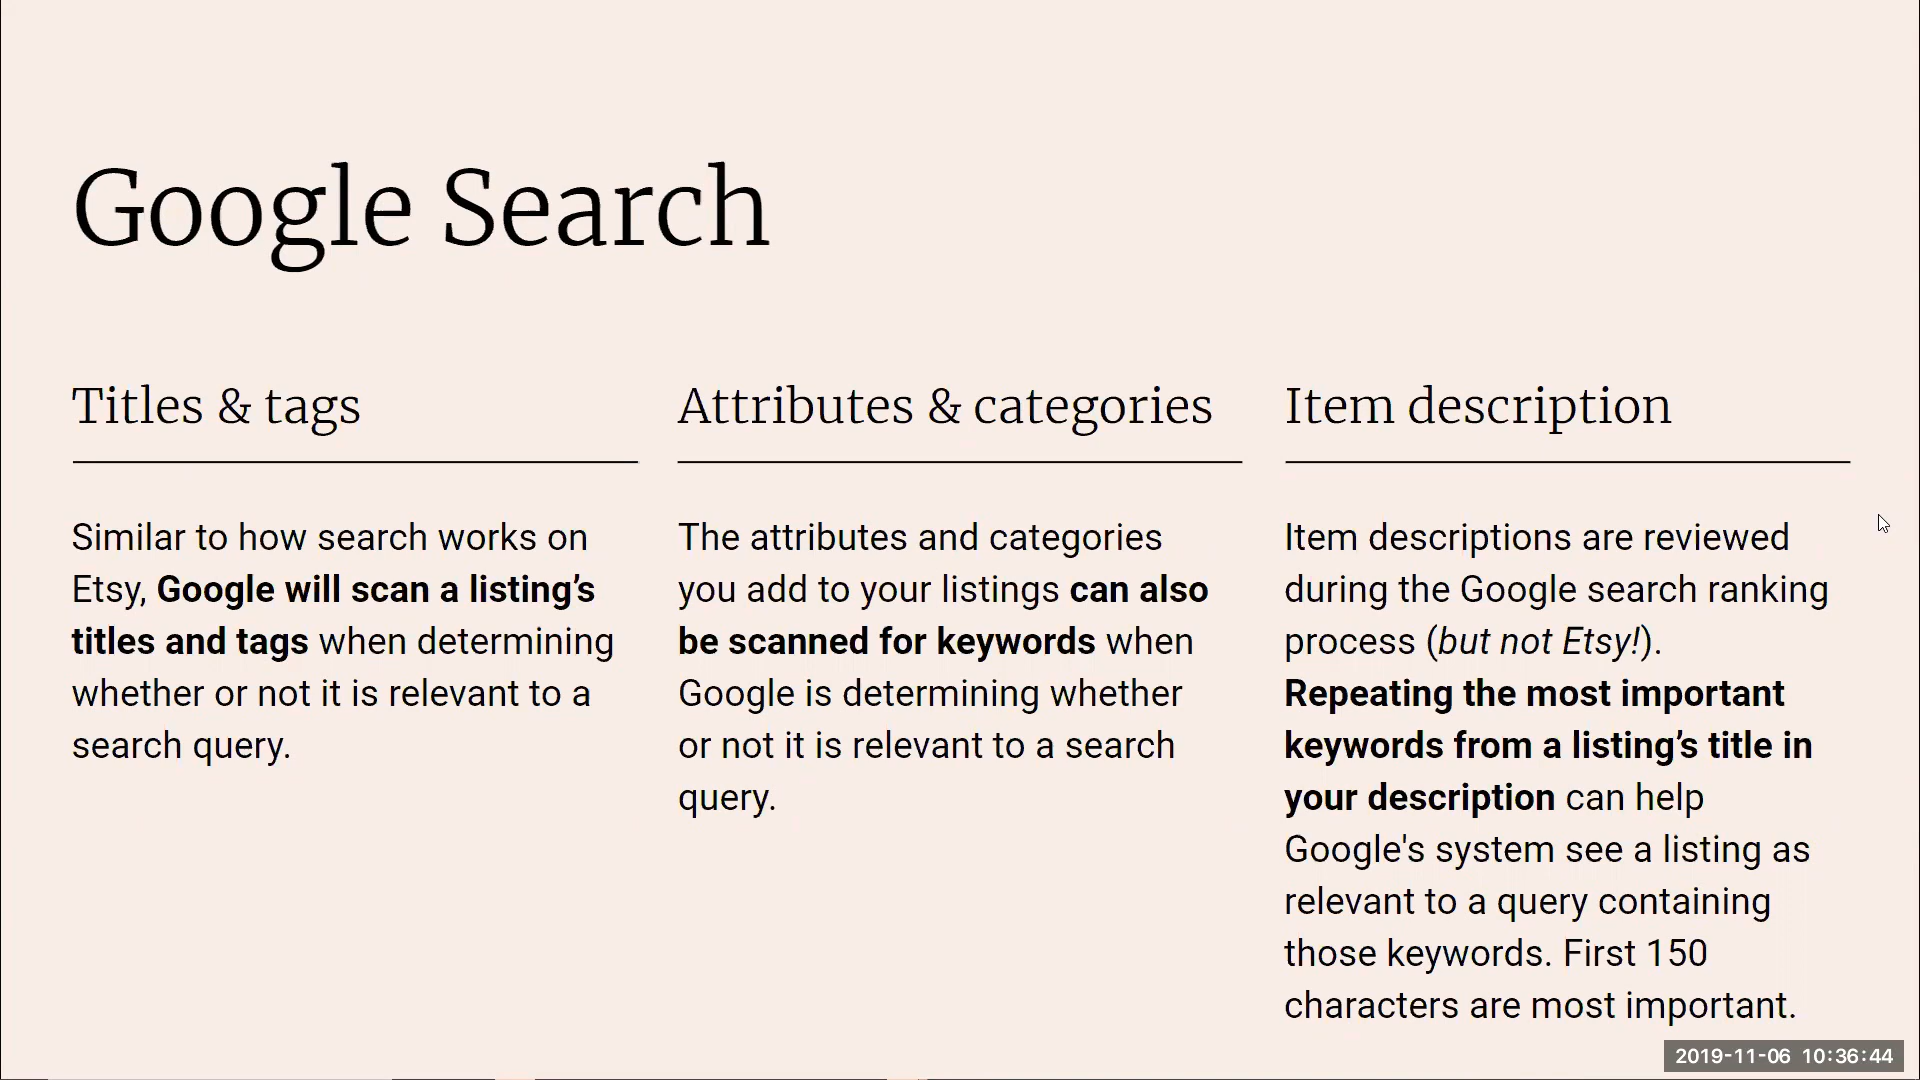 Google Search
Titles & tags
Similar to how search works on
Etsy, Google will scan a listing’s
titles and tags when determining
whether or not it is relevant to a
search query.
Attributes & categories
The attributes and categories
you add to your listings can also
be scanned for keywords when
Google is determining whether
or not it is relevant to a search
query.
Item description
Item descriptions are reviewed
during the Google search ranking
process (but not Etsy!).
Repeating the most important
keywords from a listing’s title in
your description can help
Google's system see a listing as
relevant to a query containing
those keywords. First 150
characters are most important.
2019-11-06 10:36:44